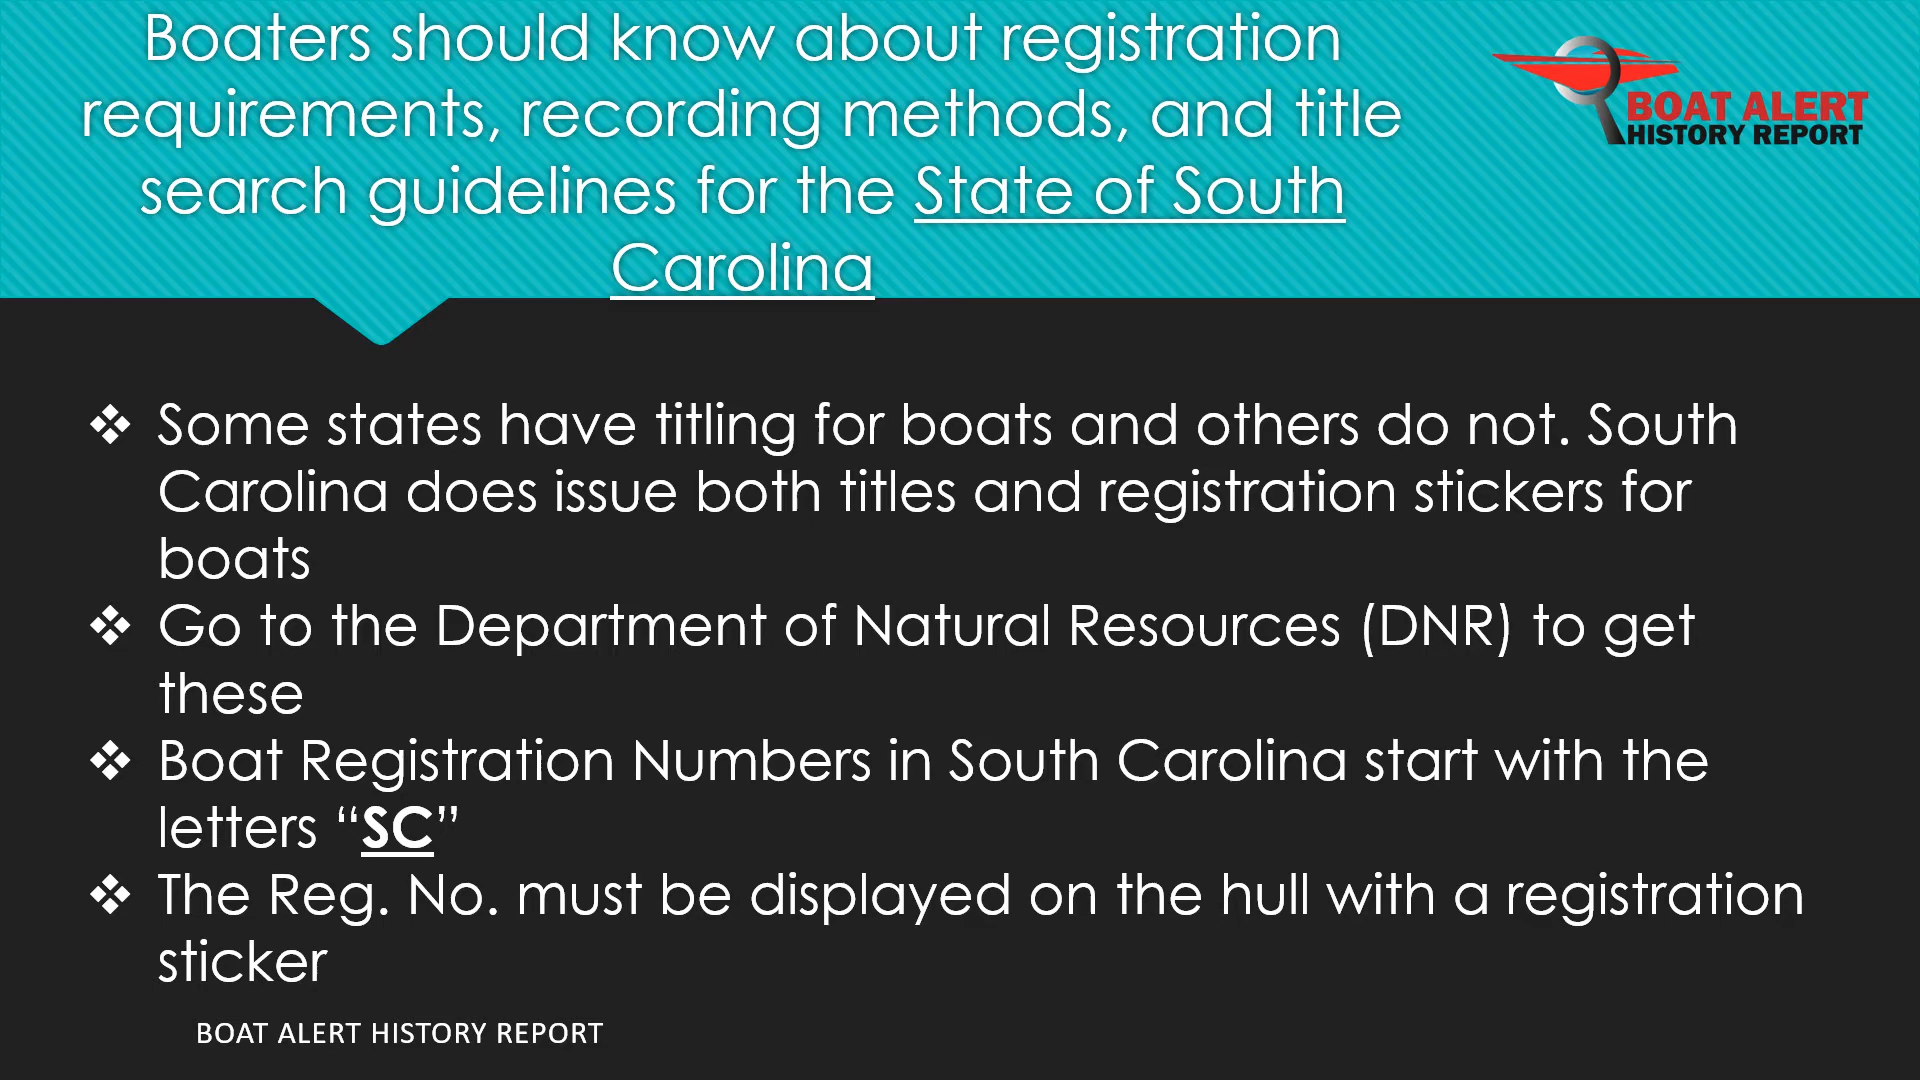 Boaters should know about registration
requirements, recording methods, and title
search guidelines for the State of South
Carolina
BOAT ALERT
HISTORY REPORT
❖ Some states have titling for boats and others do not. South
Carolina does issue both titles and registration stickers for
boats
❖ Go to the Department of Natural Resources (DNR) to get
these
❖ Boat Registration Numbers in South Carolina start with the
letters “SC”
❖ The Reg. No. must be displayed on the hull with a registration
sticker
BOAT ALERT HISTORY REPORT